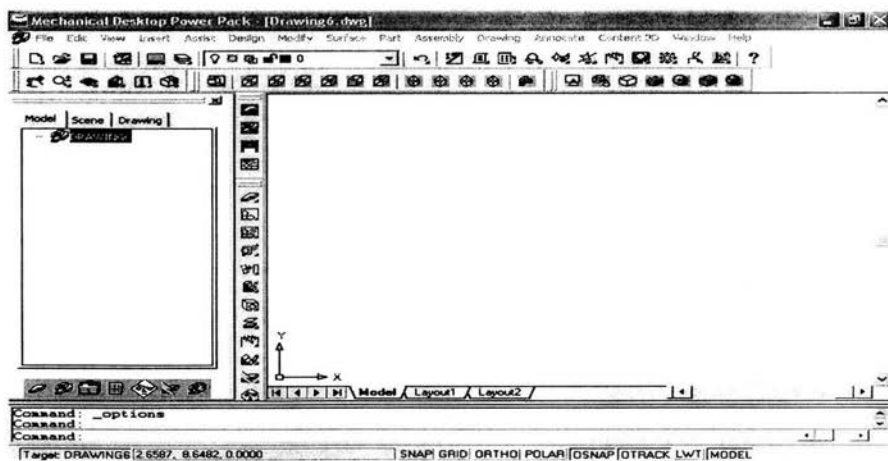 Mechanical Desktop Power Pack - [Drawing6.dwg]
File Edit View Insert Assist Design Modify Surface Part Assembly Drawing Annotate Content 3D Window Help
0
?
Model Scene Drawing
DRAWING6
Y
X
Model Layout1 Layout2
Command: _options
Command:
Command:
Target: DRAWING6 2.6587, 8.6482, 0.0000 SNAP GRID ORTHO POLAR OSNAP OTRACK LWT MODEL